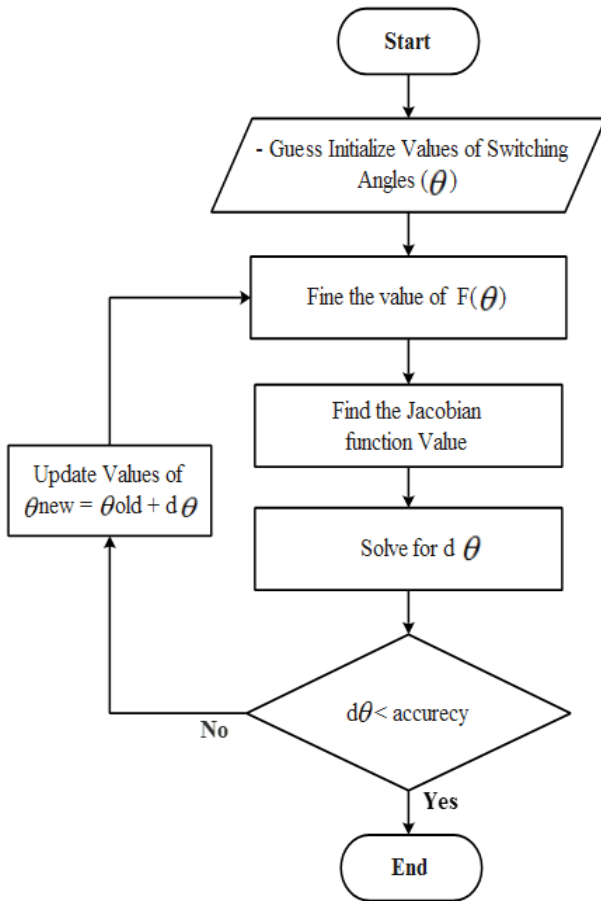 Start
- Guess Initialize Values of Switching
Angles (θ)
Fine the value of F(θ)
Find the Jacobian
function Value
Update Values of
θnew = θold + d θ
Solve for d θ
dθ< accurecy
No
Yes
End